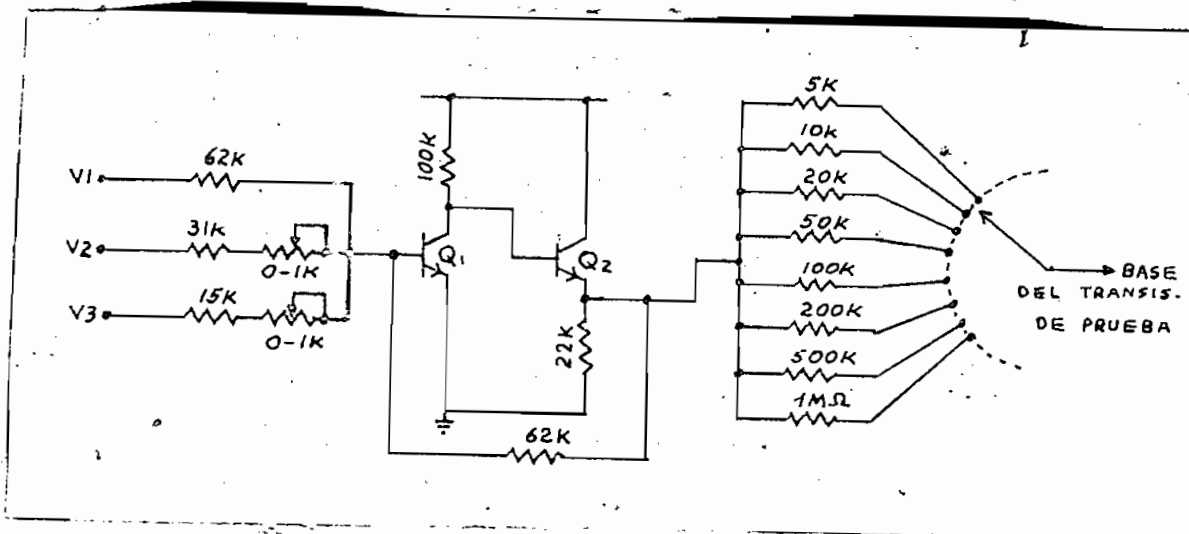 1
V1
62K
V2
31K
0-1K
V3
15K
0-1K
100K
Q1
Q2
22K
62K
5K
10K
20K
50K
100K
200K
500K
1MΩ
BASE
DEL TRANSIS.
DE PRUEBA